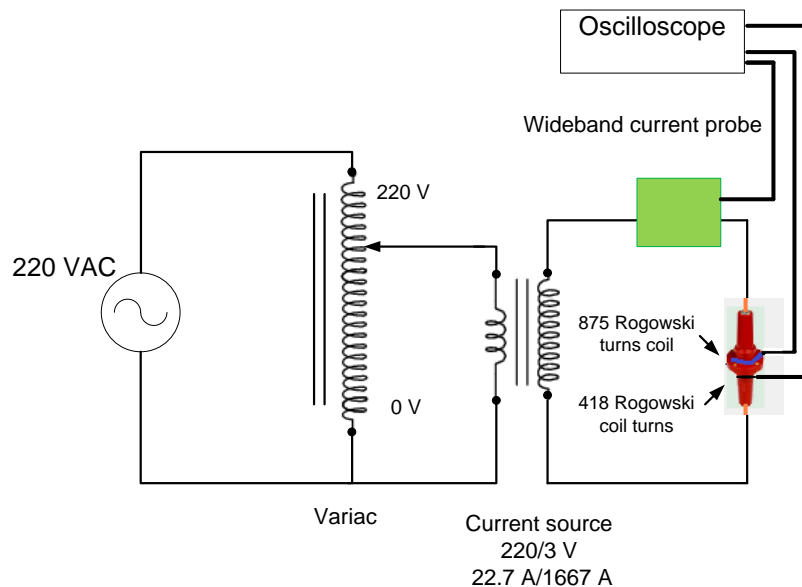 Oscilloscope
Wideband current probe
220 V
220 VAC
875 Rogowski
turns coil
418 Rogowski
coil turns
0 V
Variac
Current source
220/3 V
22.7 A/1667 A